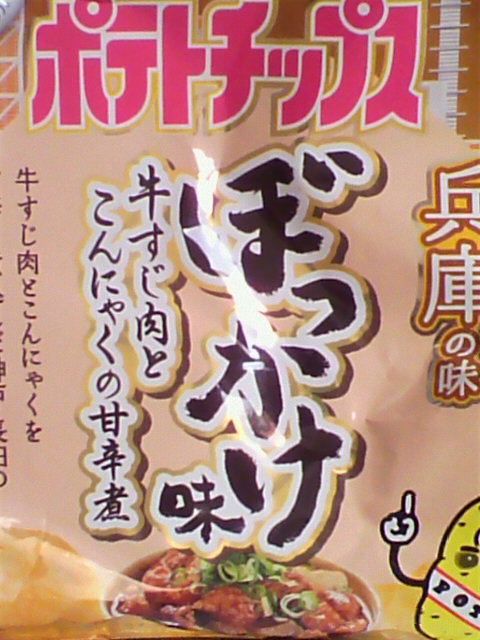 ポテトチップス
兵庫の味
ぼっかけ味
牛すじ肉と
こんにゃくの甘辛煮
牛すじ肉とこんにゃくを